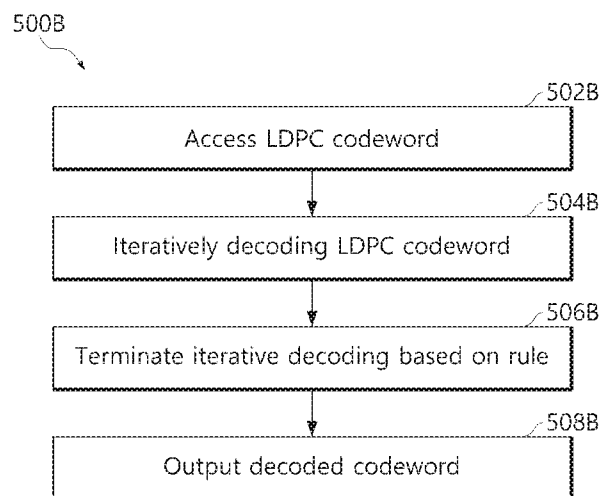 500B
502B
Access LDPC codeword
504B
Iteratively decoding LDPC codeword
506B
Terminate iterative decoding based on rule
508B
Output decoded codeword